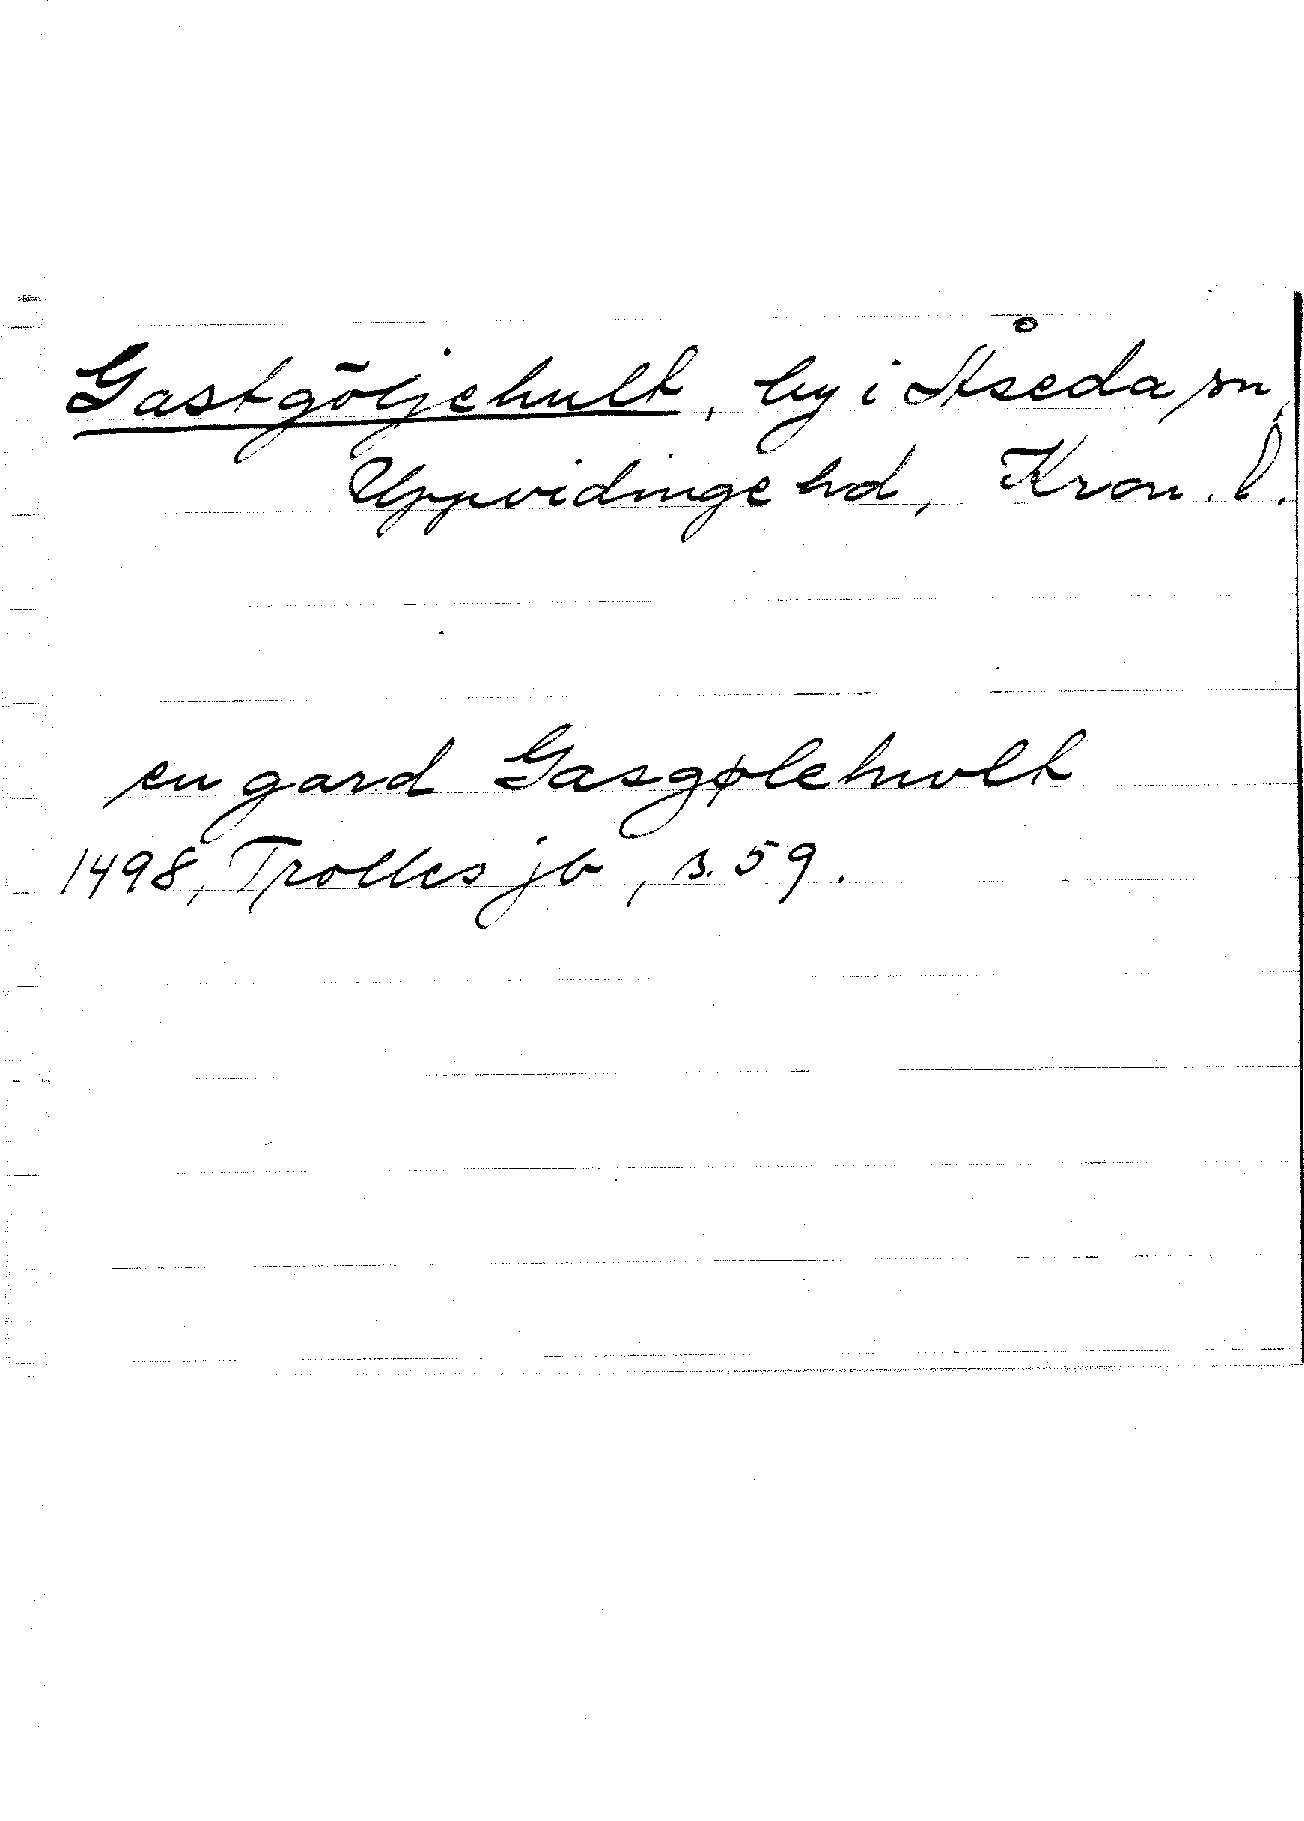 Gastgöljehult, by i Åseda sn,
Uppvidinge hd, Kron. l.
en gard Gasgølehwlt
1498, Trolles jb, s. 59.